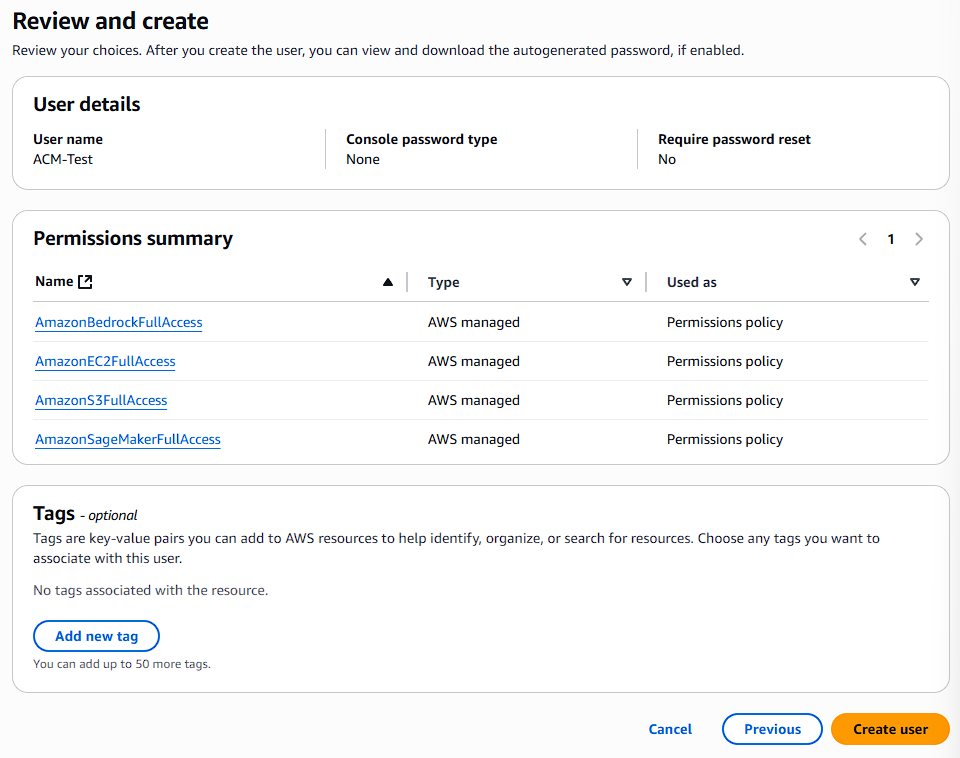 Review and create
Review your choices. After you create the user, you can view and download the autogenerated password, if enabled.
User details
User name
ACM-Test
Console password type
None
Require password reset
No
Permissions summary
1
Name
Type
Used as
AmazonBedrockFullAccess AWS managed Permissions policy
AmazonEC2FullAccess AWS managed Permissions policy
AmazonS3FullAccess AWS managed Permissions policy
AmazonSageMakerFullAccess AWS managed Permissions policy
Tags - optional
Tags are key-value pairs you can add to AWS resources to help identify, organize, or search for resources. Choose any tags you want to
associate with this user.
No tags associated with the resource.
Add new tag
You can add up to 50 more tags.
Cancel Previous Create user